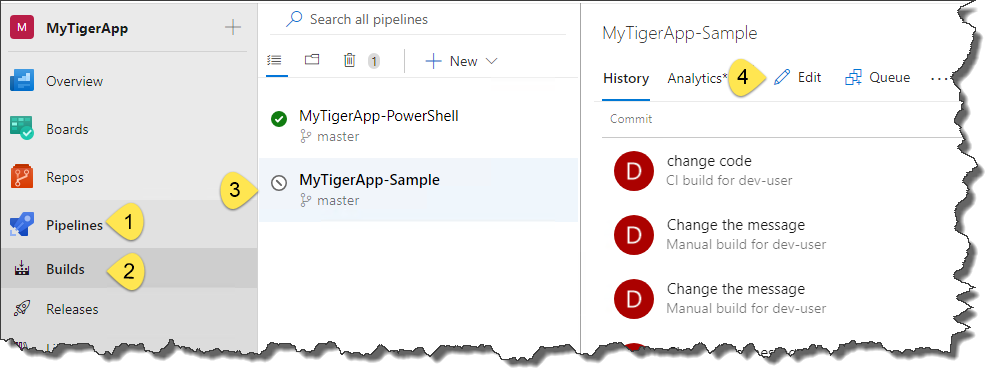 M MyTigerApp
Overview
Boards
Repos
Pipelines 1
Builds 2
Releases
Search all pipelines
1 New
MyTigerApp-PowerShell
master
3 MyTigerApp-Sample
master
MyTigerApp-Sample
History Analytics* 4 Edit Queue ...
Commit
D change code
CI build for dev-user
D Change the message
Manual build for dev-user
D Change the message
Manual build for dev-user